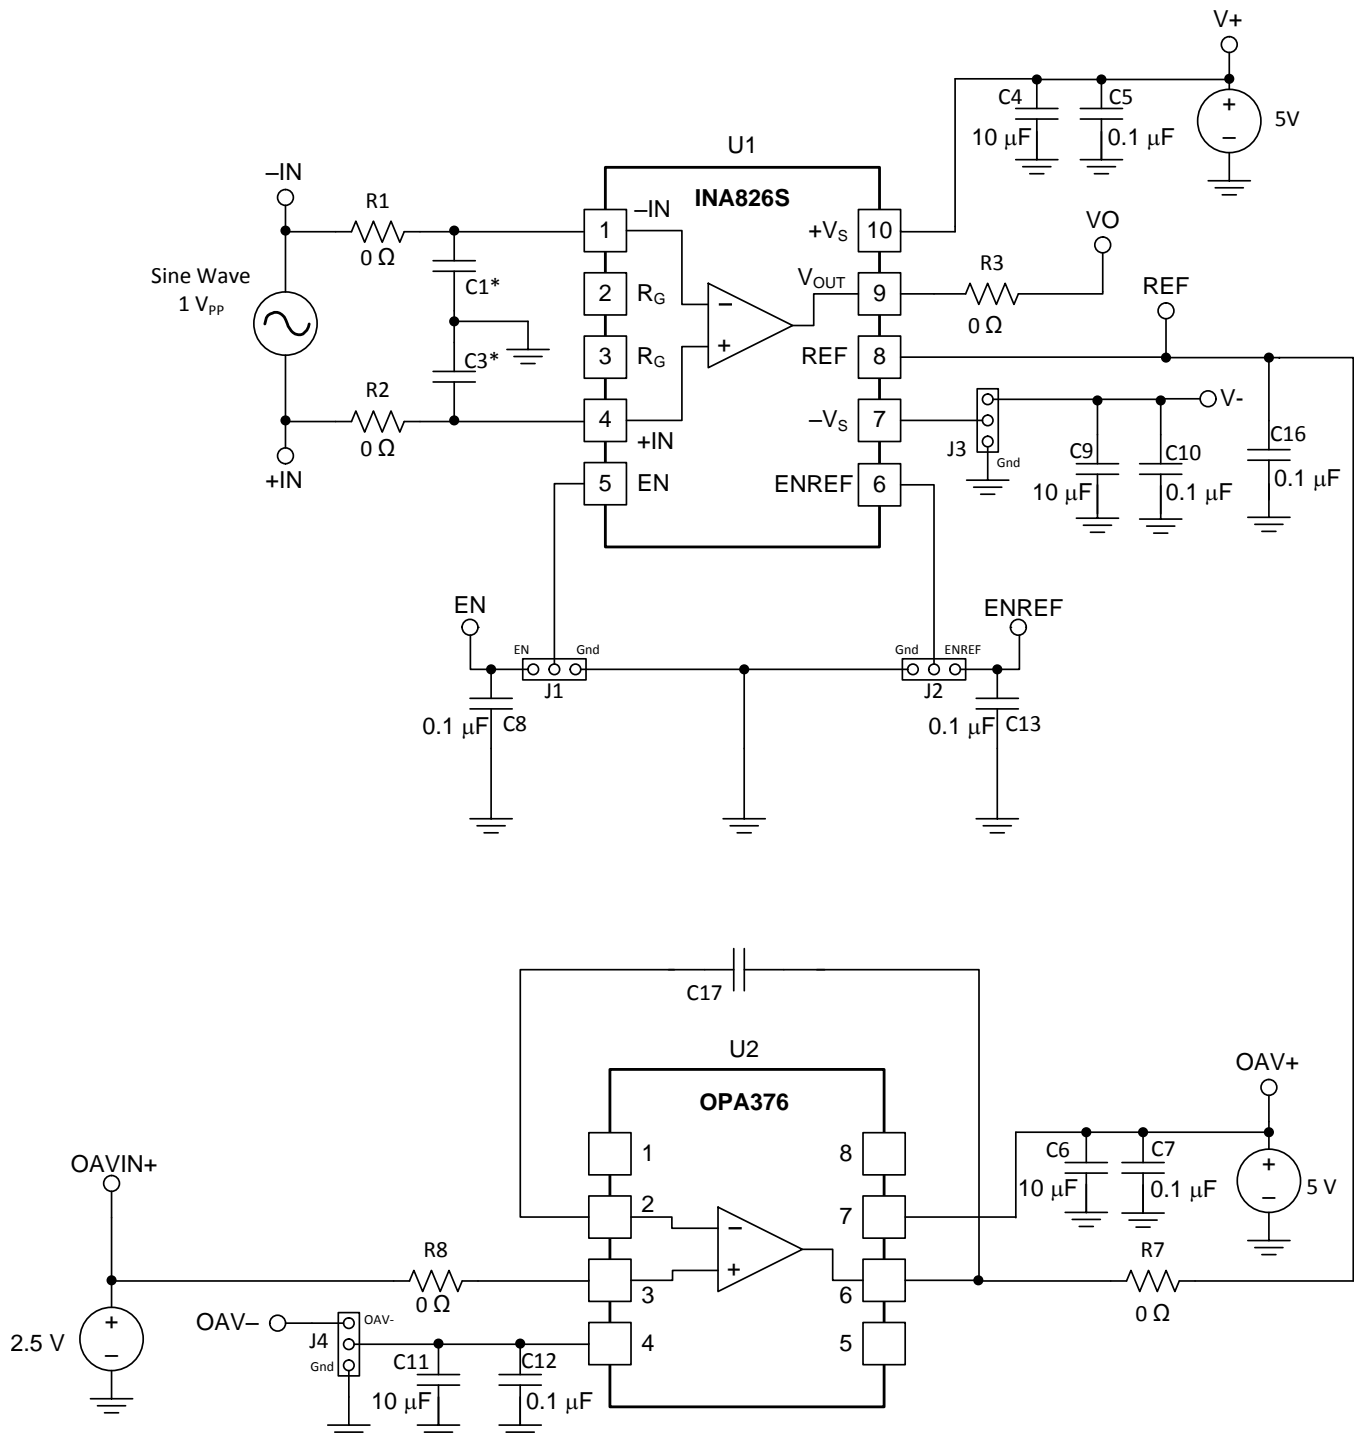 V+
C4
C5
10 μF
0.1 μF
+
−
5V
U1
INA826S
–IN
R1
0 Ω
Sine Wave
1 VPP
C1*
C3*
R2
0 Ω
+IN
1
–IN
2
RG
3
RG
4
+IN
5
EN
−
+
+VS
10
VOUT
9
REF
8
–VS
7
ENREF
6
R3
0 Ω
VO
REF
J3
Gnd
V-
C9
10 μF
C10
0.1 μF
C16
0.1 μF
EN
EN
Gnd
J1
0.1 μF
C8
ENREF
Gnd
ENREF
J2
0.1 μF
C13
C17
U2
OPA376
1
2
3
4
8
7
6
5
−
+
OAV+
C6
10 μF
C7
0.1 μF
+
−
5 V
R7
0 Ω
OAVIN+
R8
0 Ω
2.5 V
+
−
OAV–
OAV-
J4
Gnd
C11
10 μF
C12
0.1 μF